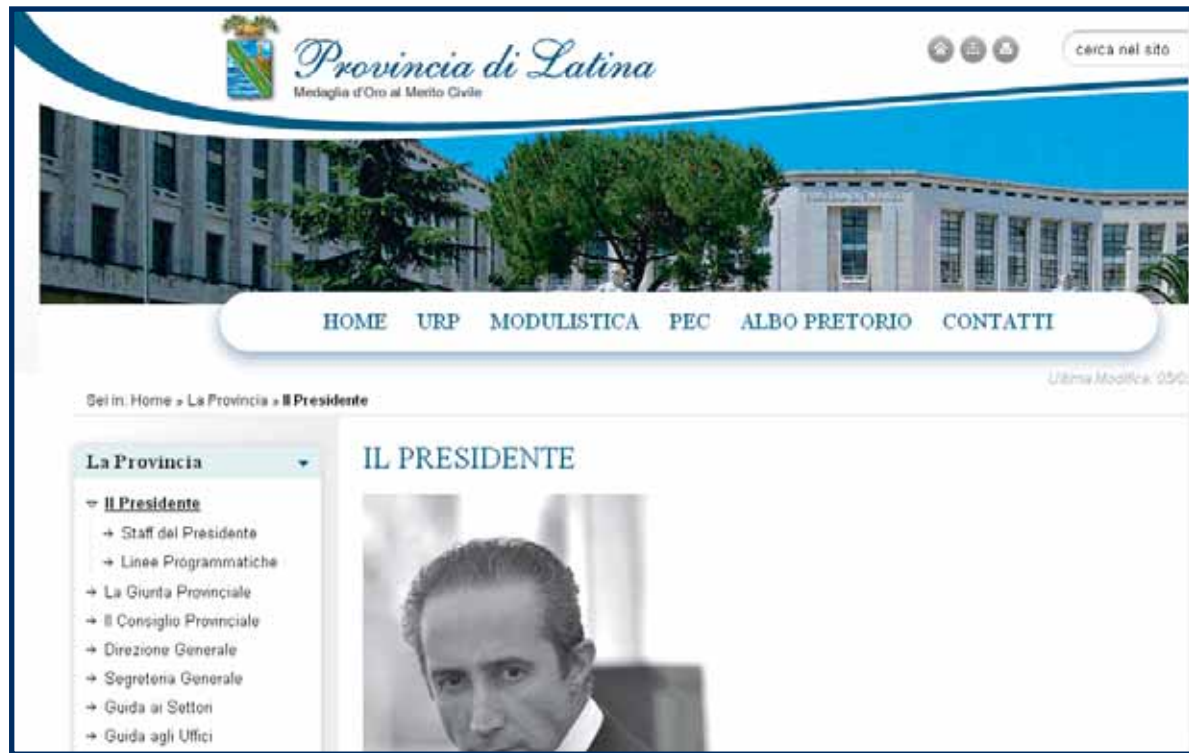 Provincia di Latina
Medaglia d'Oro al Merito Civile
cerca nel sito
HOME URP MODULISTICA PEC ALBO PRETORIO CONTATTI
Ultima Modifica:
Sei in: Home » La Provincia » Il Presidente
La Provincia
IL PRESIDENTE
Il Presidente
Staff del Presidente
Linee Programmatiche
La Giunta Provinciale
Il Consiglio Provinciale
Direzione Generale
Segreteria Generale
Guida ai Settori
Guida agli Uffici